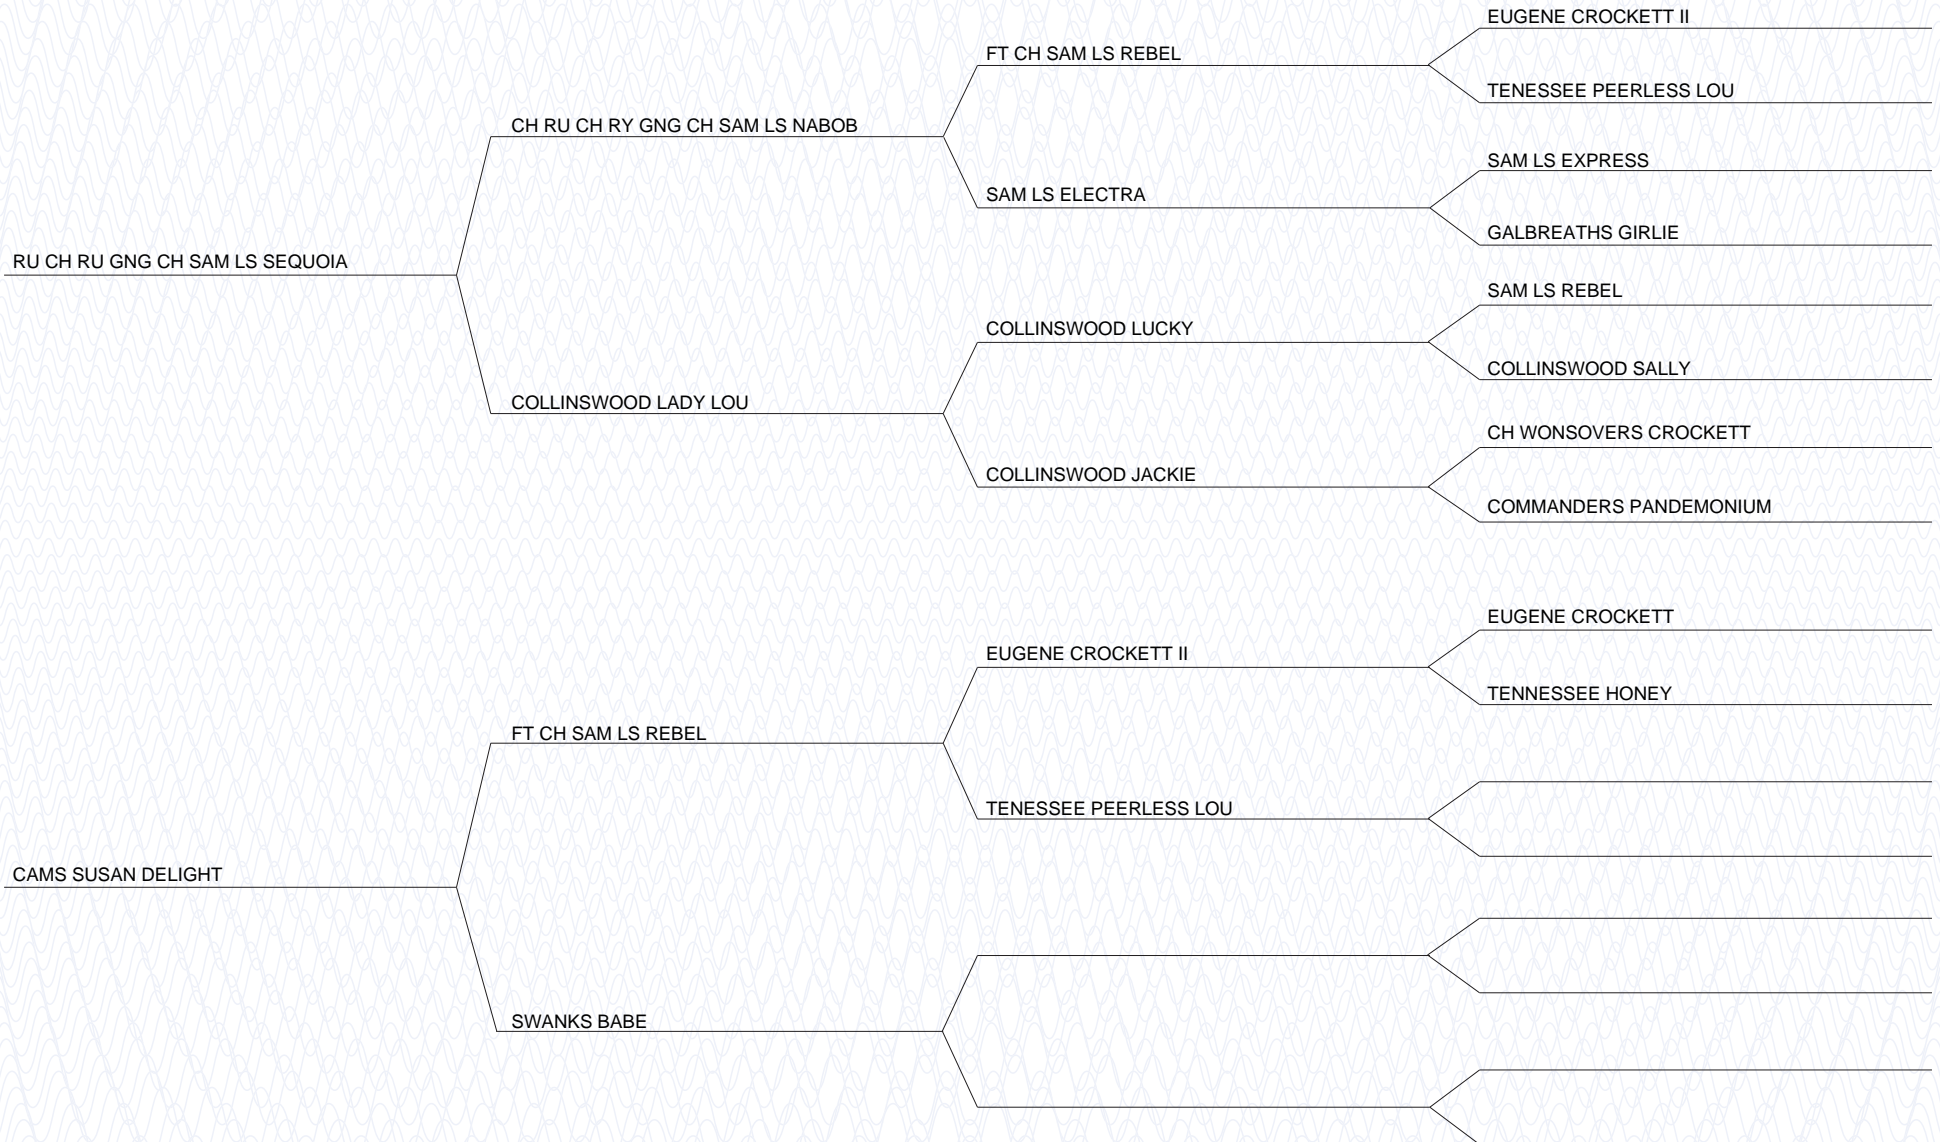 EUGENE CROCKETT II
FT CH SAM LS REBEL
TENESSEE PEERLESS LOU
CH RU CH RY GNG CH SAM LS NABOB
SAM LS EXPRESS
SAM LS ELECTRA
GALBREATHS GIRLIE
RU CH RU GNG CH SAM LS SEQUOIA
SAM LS REBEL
COLLINSWOOD LUCKY
COLLINSWOOD SALLY
COLLINSWOOD LADY LOU
CH WONSOVERS CROCKETT
COLLINSWOOD JACKIE
COMMANDERS PANDEMONIUM
EUGENE CROCKETT
EUGENE CROCKETT II
TENNESSEE HONEY
FT CH SAM LS REBEL
TENESSEE PEERLESS LOU
CAMS SUSAN DELIGHT
SWANKS BABE